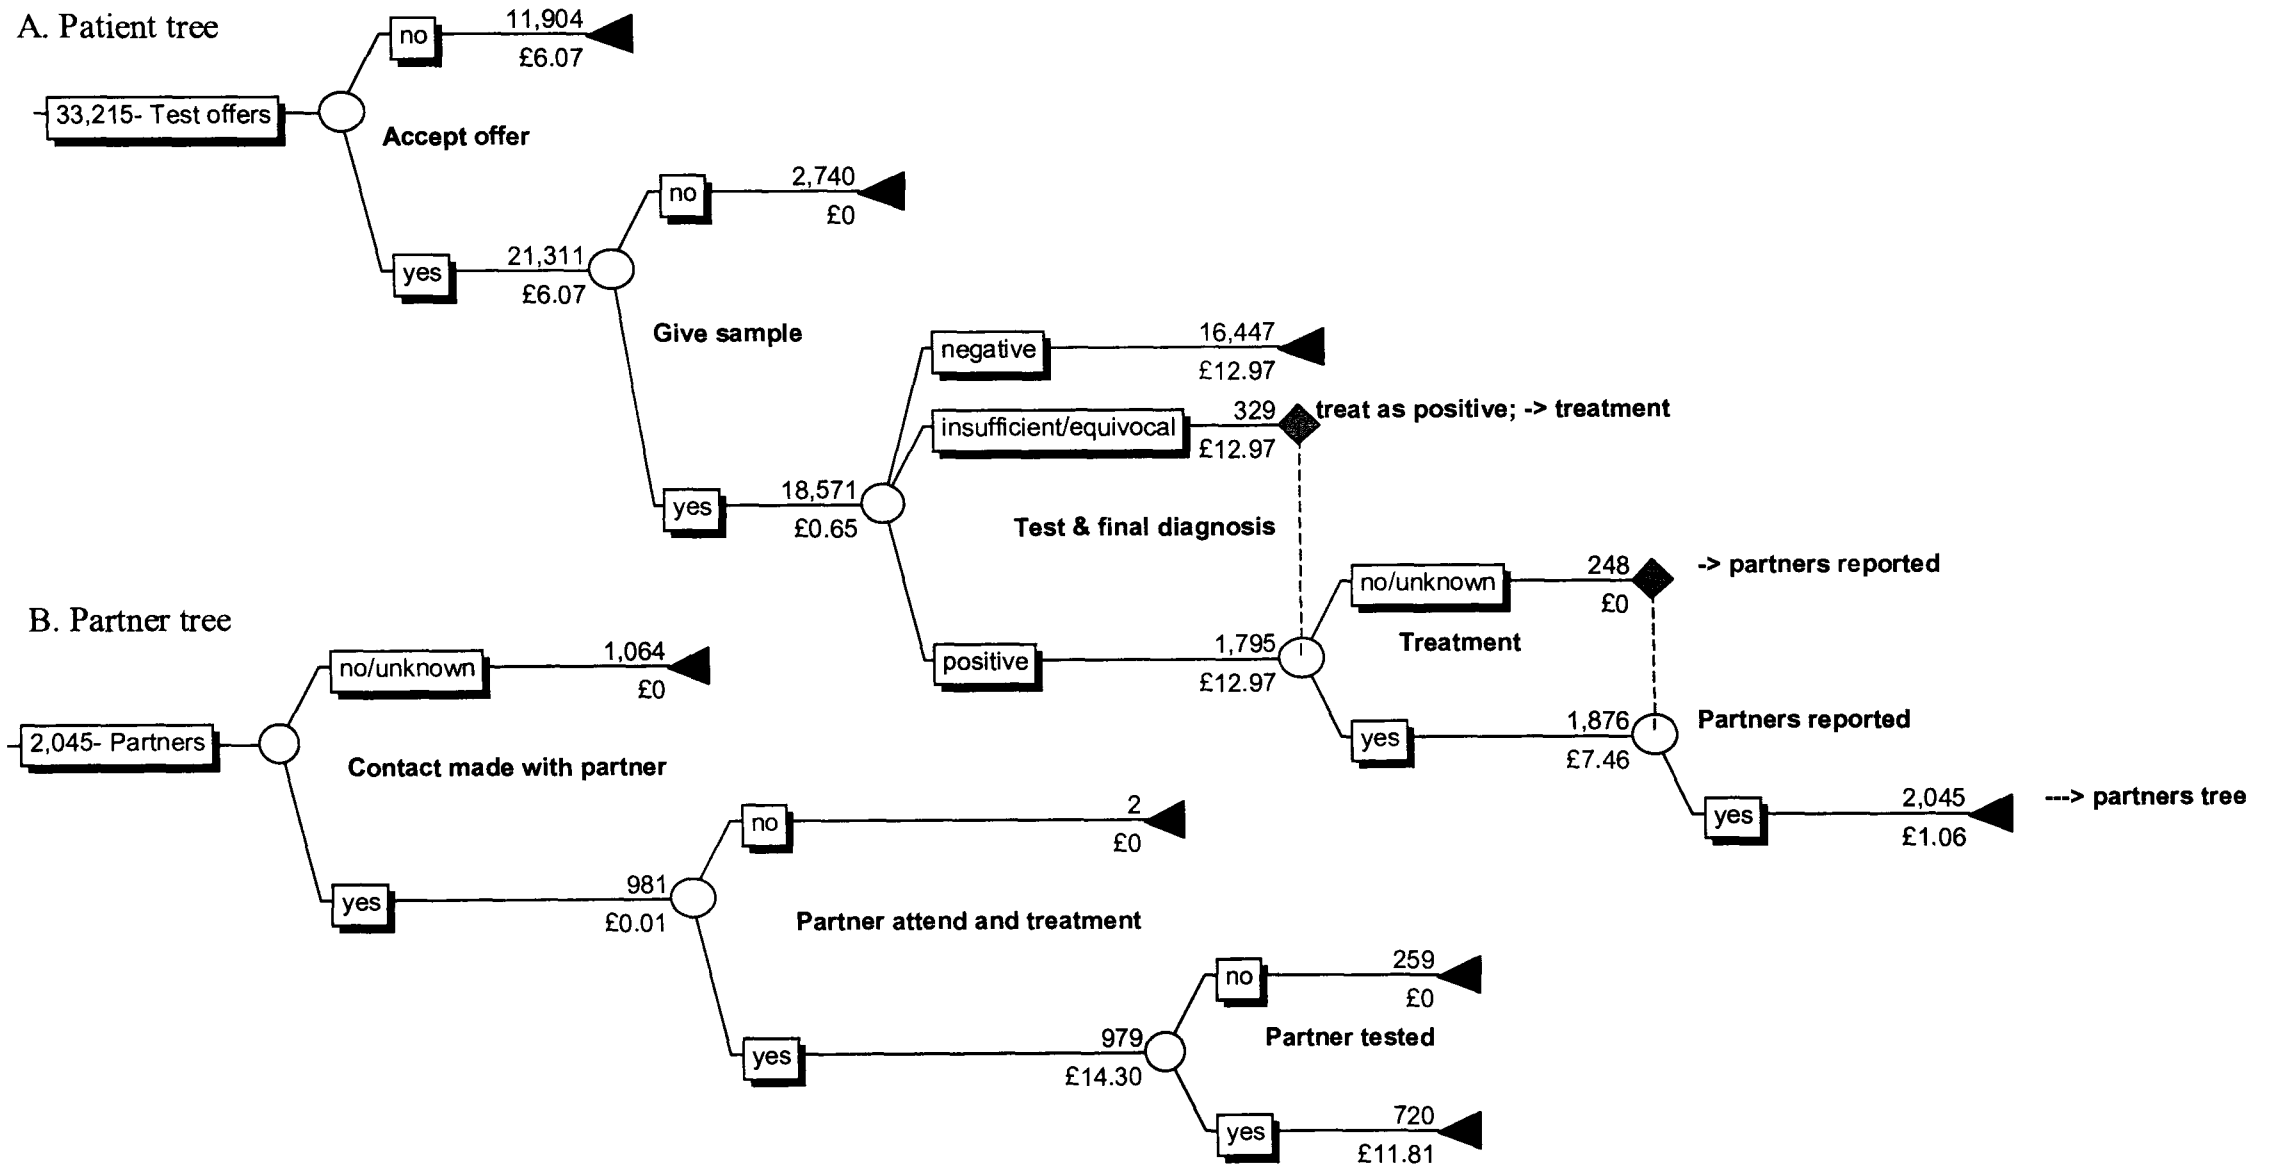 A. Patient tree
no
11,904
£6.07
33,215- Test offers
Accept offer
no
2,740
£0
yes
21,311
£6.07
Give sample
negative
16,447
£12.97
insufficient/equivocal
329
£12.97
treat as positive; -> treatment
yes
18,571
£0.65
Test & final diagnosis
no/unknown
248
£0
-> partners reported
Treatment
positive
1,795
£12.97
yes
1,876
£7.46
Partners reported
yes
2,045
£1.06
---> partners tree
B. Partner tree
no/unknown
1,064
£0
2,045- Partners
Contact made with partner
no
2
£0
yes
981
£0.01
Partner attend and treatment
no
259
£0
Partner tested
yes
979
£14.30
yes
720
£11.81